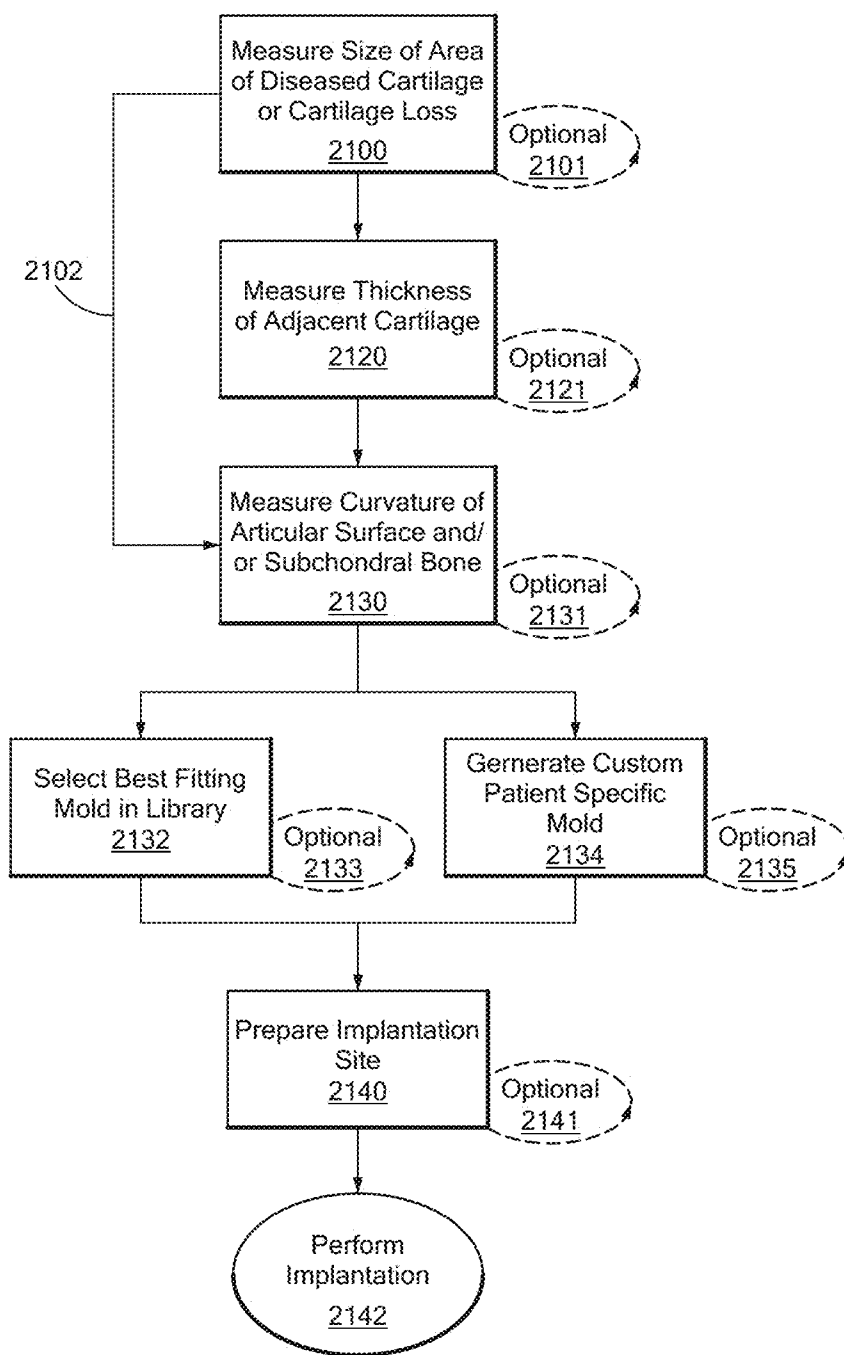 Measure Size of Area
of Diseased Cartilage
or Cartilage Loss
2100
Optional
2101
2102
Measure Thickness
of Adjacent Cartilage
2120
Optional
2121
Measure Curvature of
Articular Surface and/
or Subchondral Bone
2130
Optional
2131
Select Best Fitting
Mold in Library
2132
Optional
2133
Gernerate Custom
Patient Specific
Mold
2134
Optional
2135
Prepare Implantation
Site
2140
Optional
2141
Perform
Implantation
2142